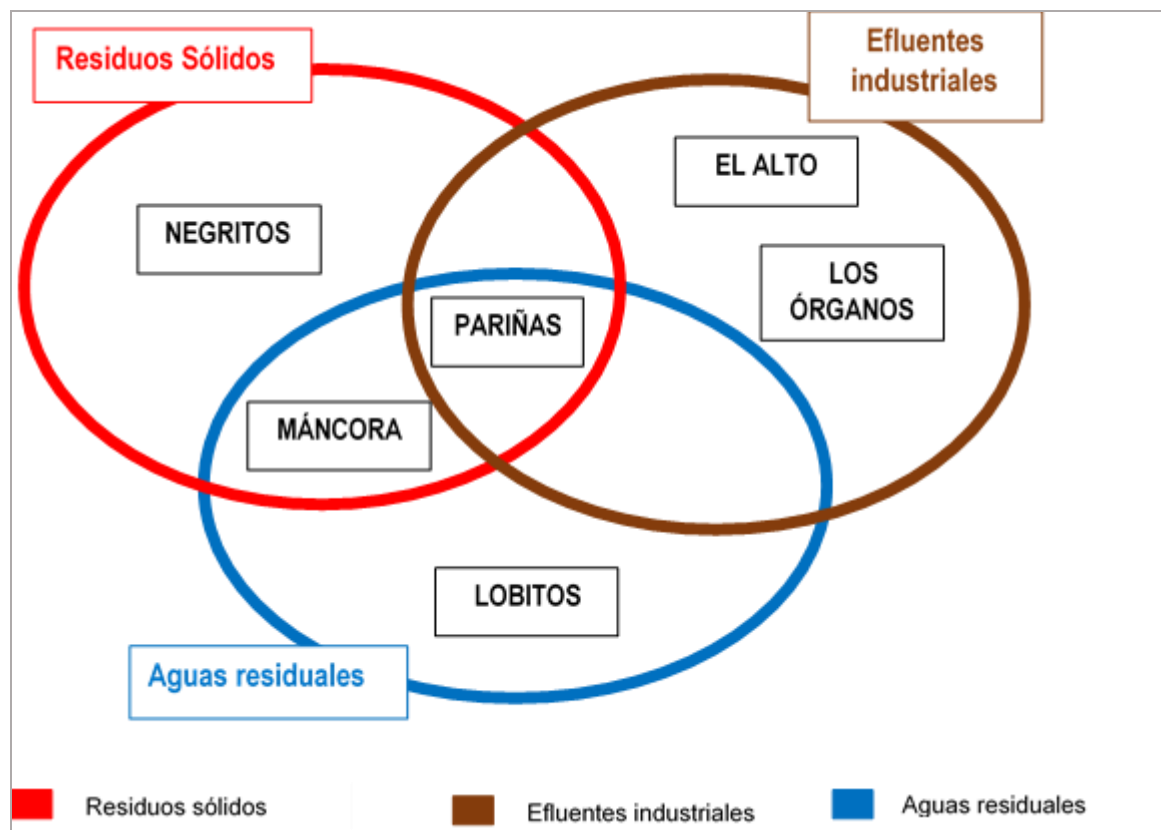 Residuos Sólidos
Efluentes
industriales
EL ALTO
NEGRITOS
LOS
ÓRGANOS
PARIÑAS
MÁNCORA
LOBITOS
Aguas residuales
Residuos sólidos
Efluentes industriales
Aguas residuales